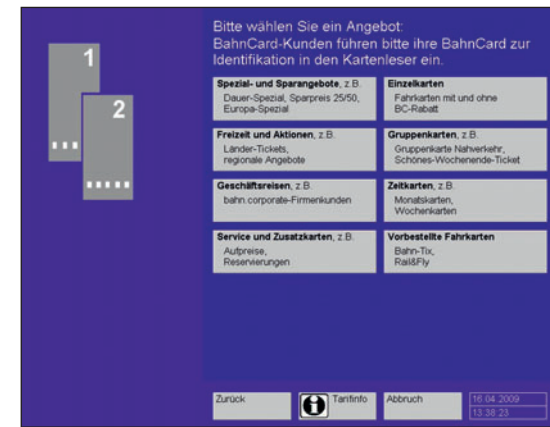 1
2
Bitte wählen Sie ein Angebot:
BahnCard-Kunden führen bitte ihre BahnCard zur
Identifikation in den Kartenleser ein.
Spezial- und Sparangebote, z.B.
Dauer-Spezial, Sparpreis 25/50,
Europa-Spezial
Einzelkarten
Fahrkarten mit und ohne
BC-Rabatt
Freizeit und Aktionen, z.B.
Länder-Tickets,
regionale Angebote
Gruppenkarten, z.B.
Gruppenkarte Nahverkehr,
Schönes-Wochenende-Ticket
Geschäftsreisen, z.B.
bahn.corporate-Firmenkunden
Zeitkarten, z.B.
Monatskarten,
Wochenkarten
Service und Zusatzkarten, z.B.
Aufpreise,
Reservierungen
Vorbestellte Fahrkarten
Bahn-Tix,
Rail&Fly
Zurück
i Tarifinfo
Abbruch
16.04.2009
13:38:23